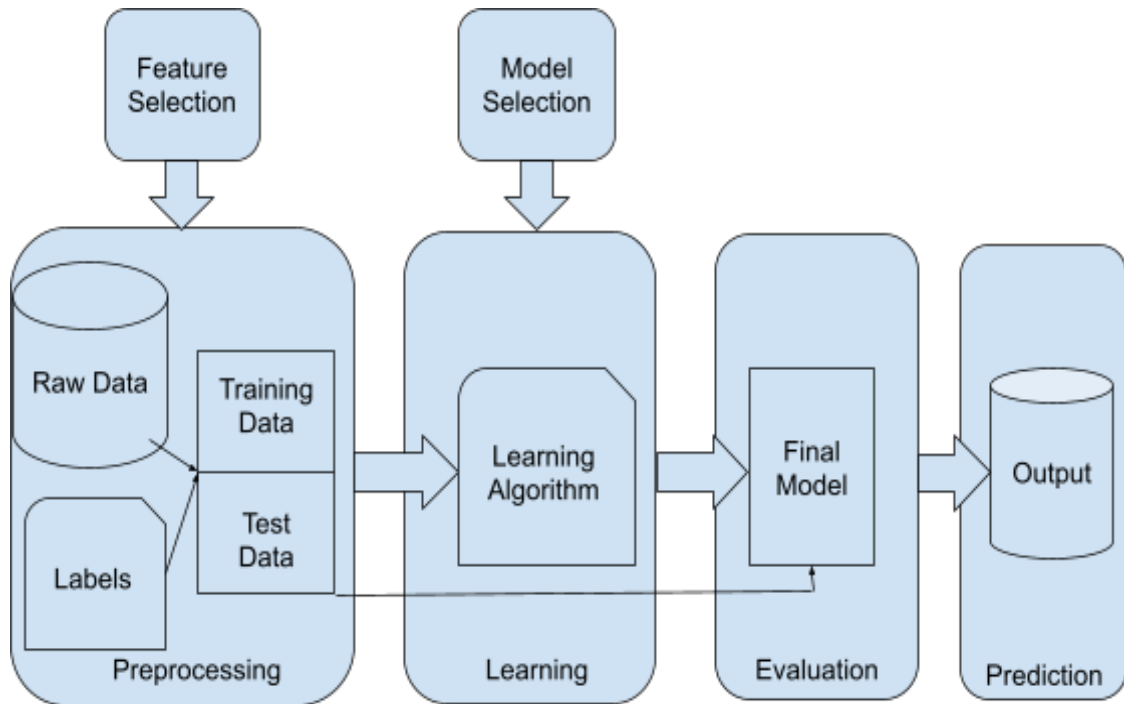 Feature
Selection
Model
Selection
Raw Data
Training
Data
Test
Data
Labels
Preprocessing
Learning
Algorithm
Learning
Final
Model
Evaluation
Output
Prediction